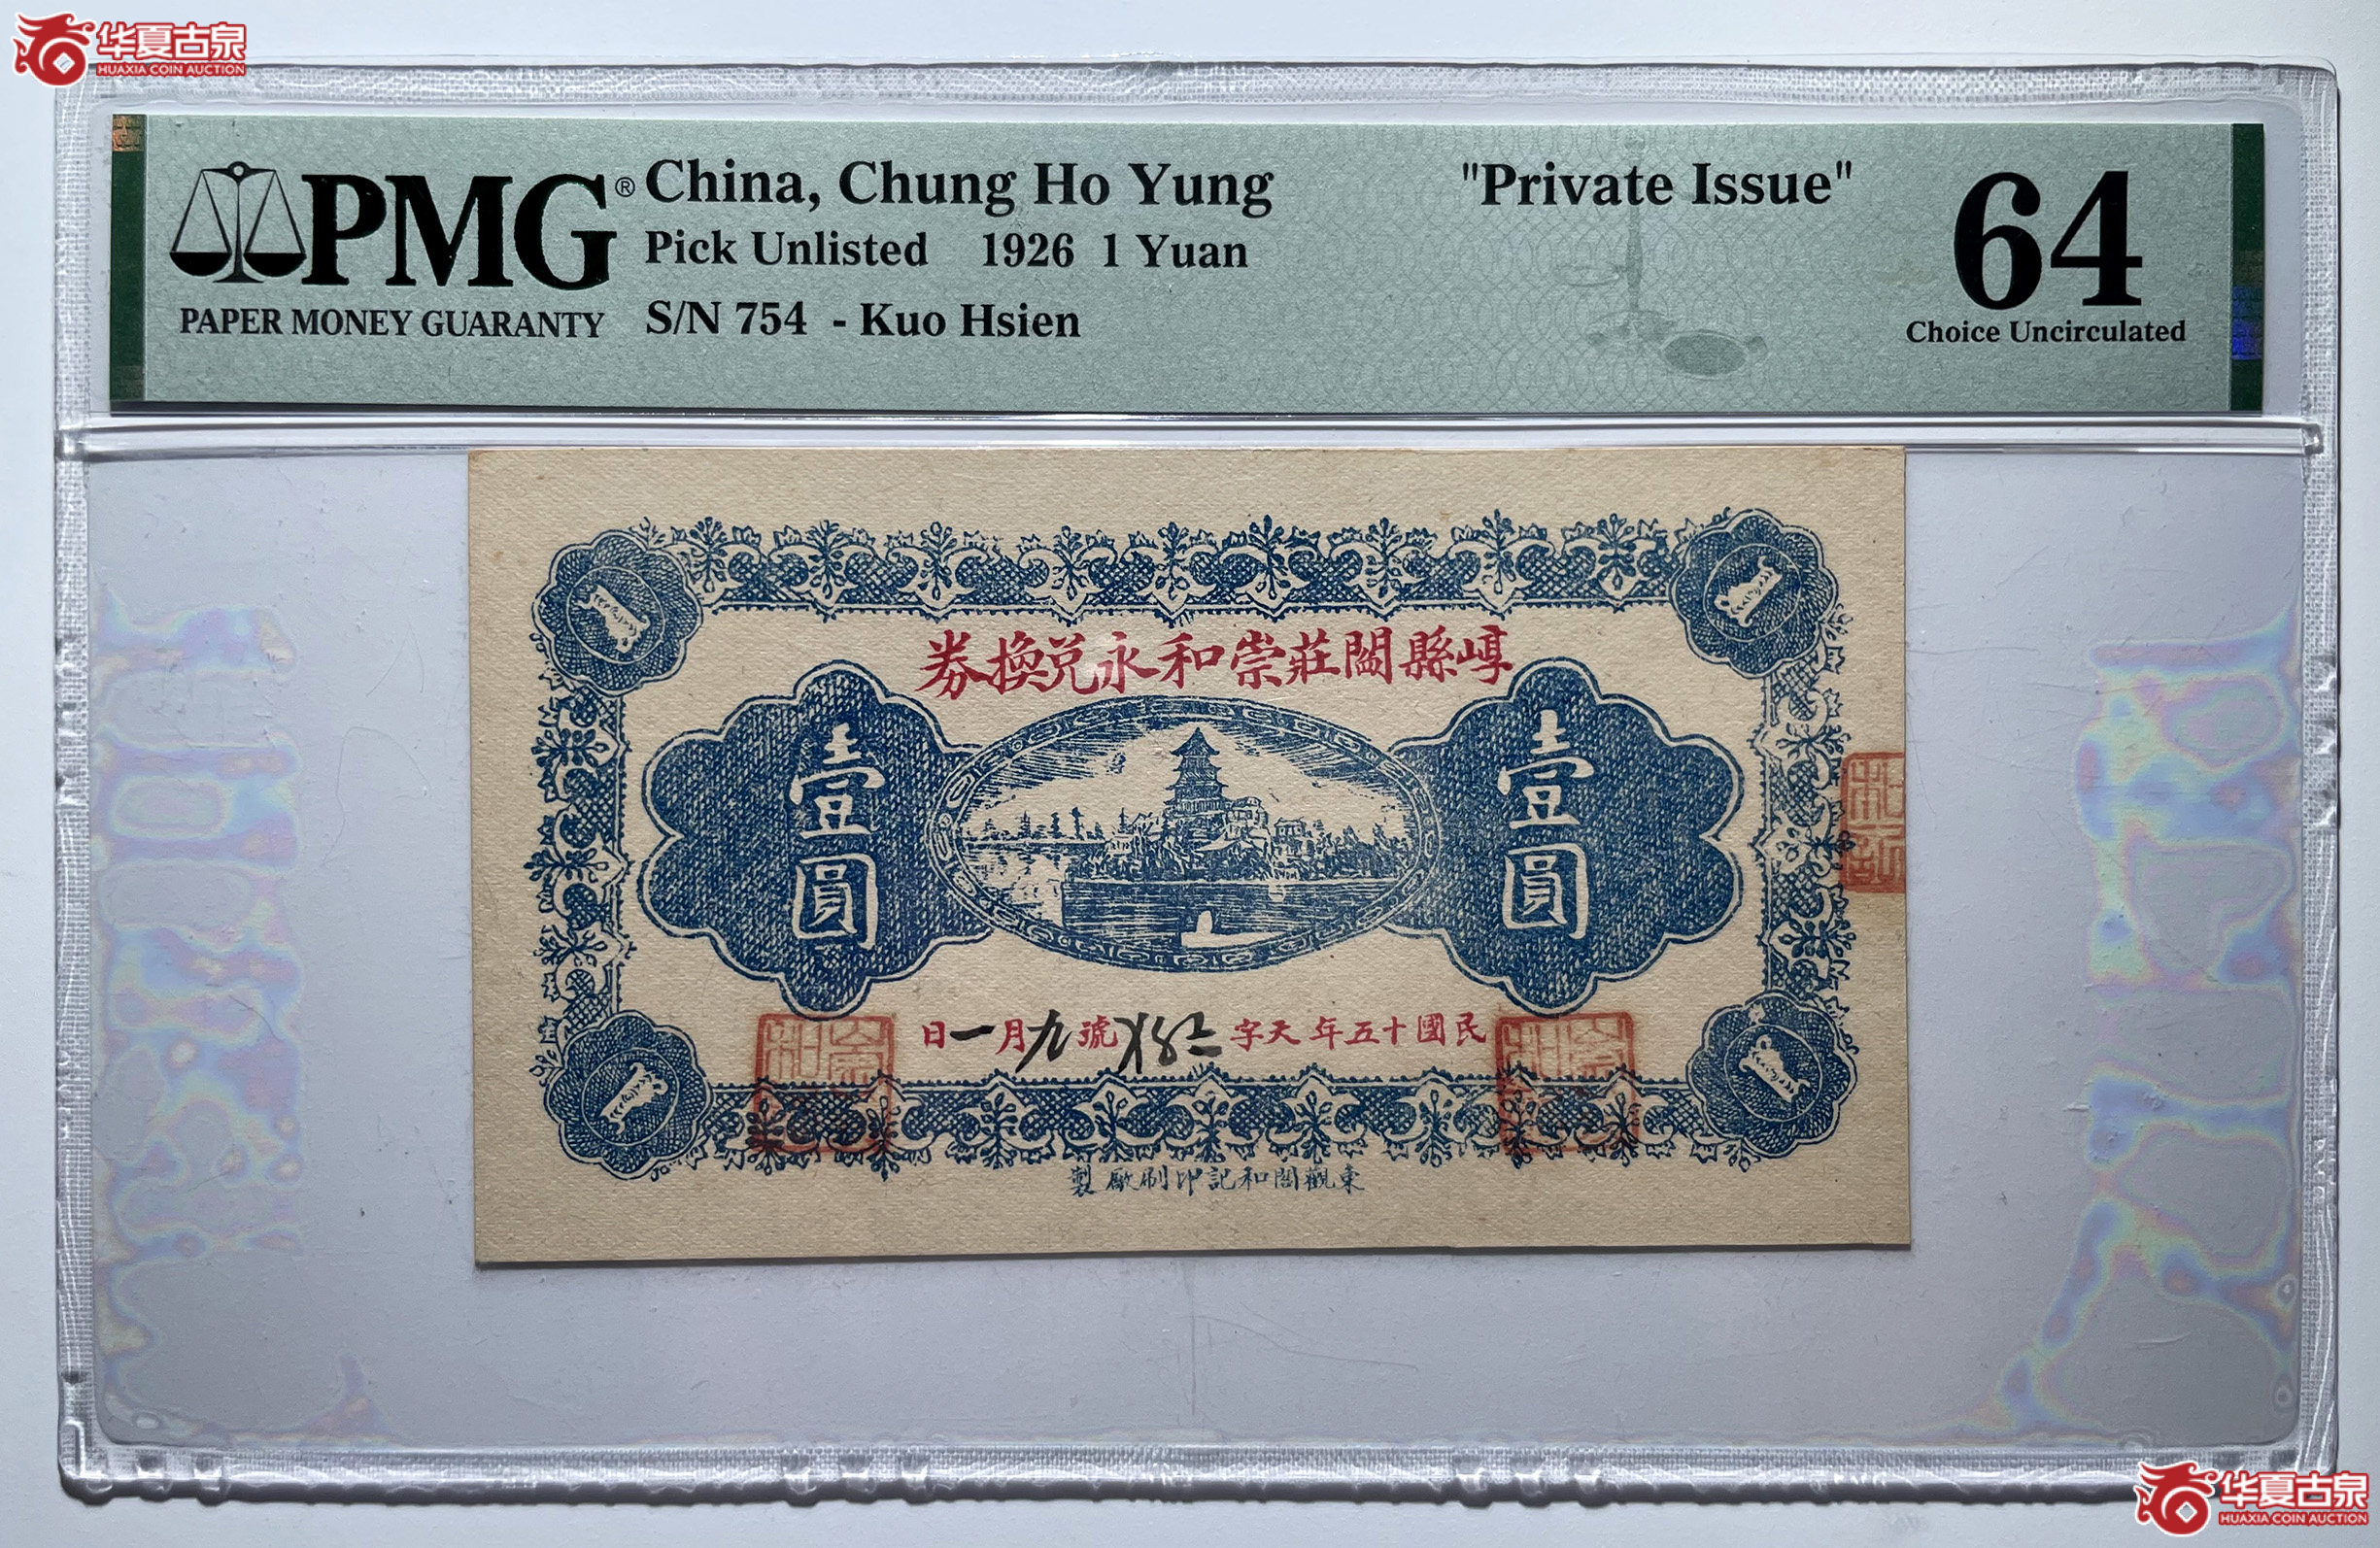 华夏古泉
HUAXIA COIN AUCTION
PMG®
PAPER MONEY GUARANTY
China, Chung Ho Yung "Private Issue"
Pick Unlisted 1926 1 Yuan
S/N 754 - Kuo Hsien
64
Choice Uncirculated
崞縣閻莊崇和永兌換券
壹圓
壹圓
民國十五年天字號九月一日
東觀閻和記印刷廠製
华夏古泉
HUAXIA COIN AUCTION